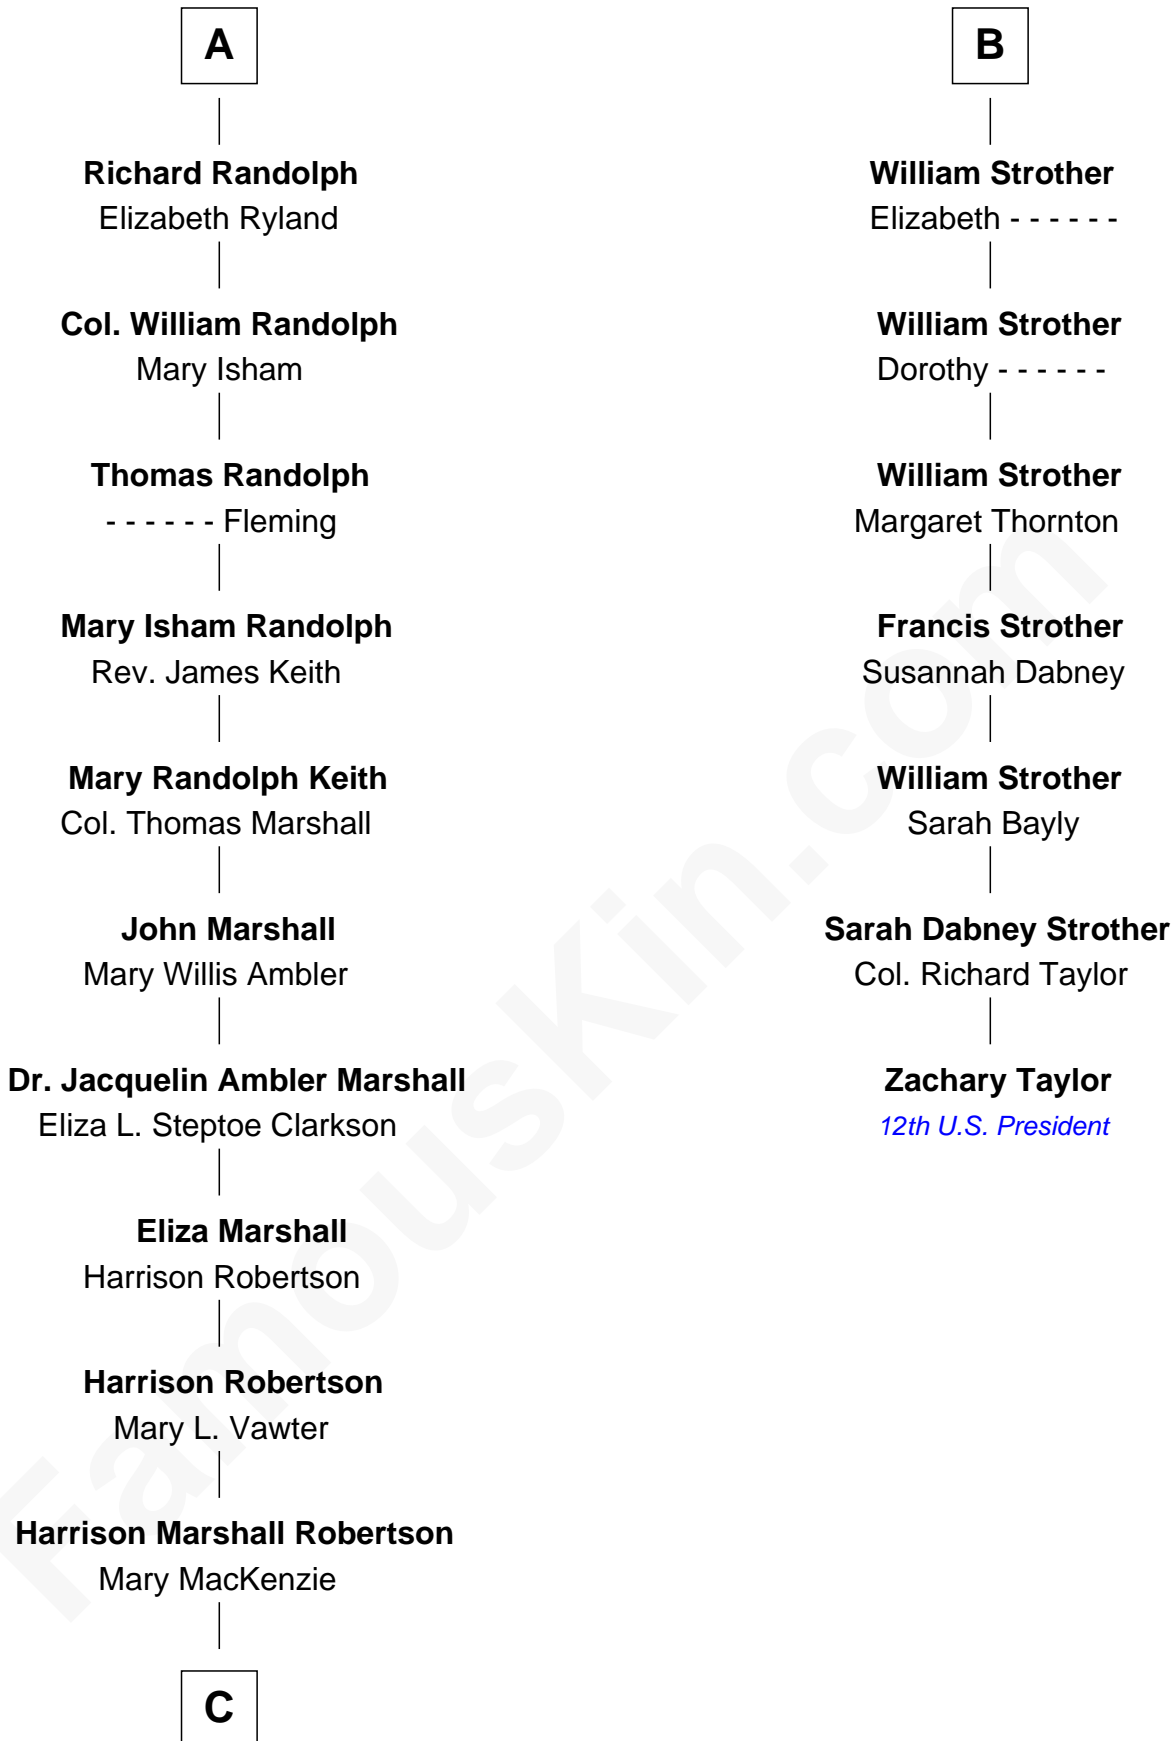 A
Richard Randolph
Elizabeth Ryland
Col. William Randolph
Mary Isham
Thomas Randolph
- - - - - - Fleming
Mary Isham Randolph
Rev. James Keith
Mary Randolph Keith
Col. Thomas Marshall
John Marshall
Mary Willis Ambler
Dr. Jacquelin Ambler Marshall
Eliza L. Steptoe Clarkson
Eliza Marshall
Harrison Robertson
Harrison Robertson
Mary L. Vawter
Harrison Marshall Robertson
Mary MacKenzie
C
B
William Strother
Elizabeth - - - - - -
William Strother
Dorothy - - - - - -
William Strother
Margaret Thornton
Francis Strother
Susannah Dabney
William Strother
Sarah Bayly
Sarah Dabney Strother
Col. Richard Taylor
Zachary Taylor
12th U.S. President
FamousKin.com